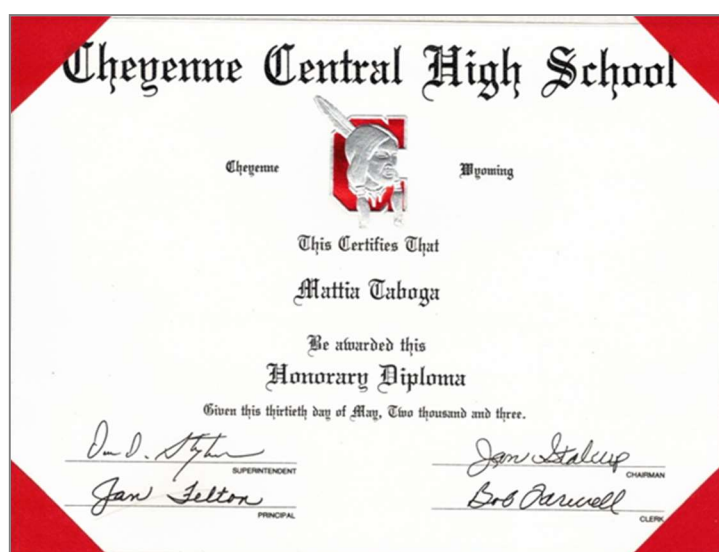 Cheyenne Central High School
Cheyenne Wyoming
This Certifies That
Mattia Taboga
Be awarded this
Honorary Diploma
Given this thirtieth day of May, Two thousand and three.
Jan Stalcup
SUPERINTENDENT CHAIRMAN
Jan Felton Bob Farwell
PRINCIPAL CLERK